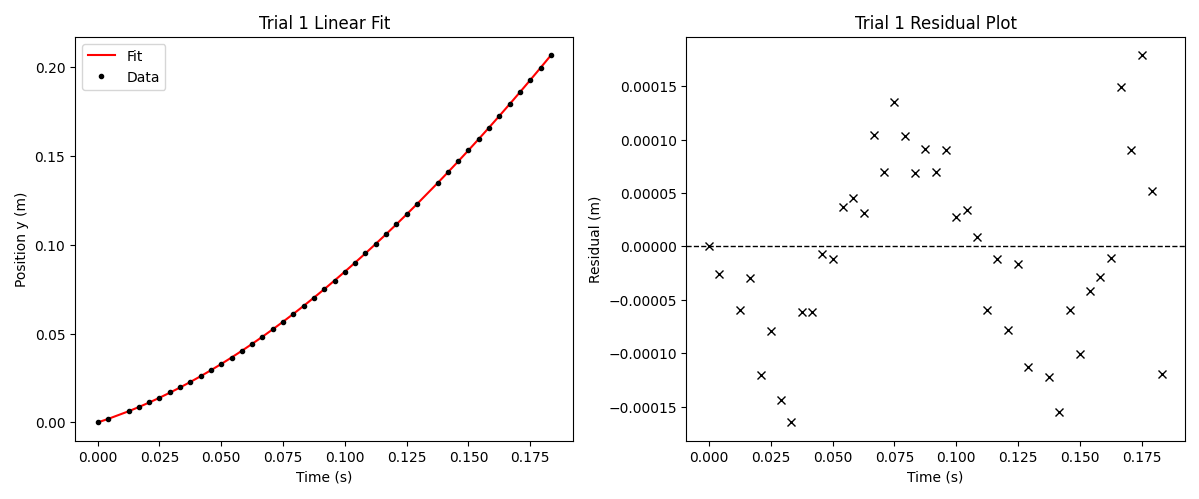 Trial 1 Linear Fit
Fit
Data
0.20
0.15
0.10
0.05
0.00
Position y (m)
0.000 0.025 0.050 0.075 0.100 0.125 0.150 0.175
Time (s)
Trial 1 Residual Plot
0.00015
0.00010
0.00005
0.00000
−0.00005
−0.00010
−0.00015
Residual (m)
0.000 0.025 0.050 0.075 0.100 0.125 0.150 0.175
Time (s)